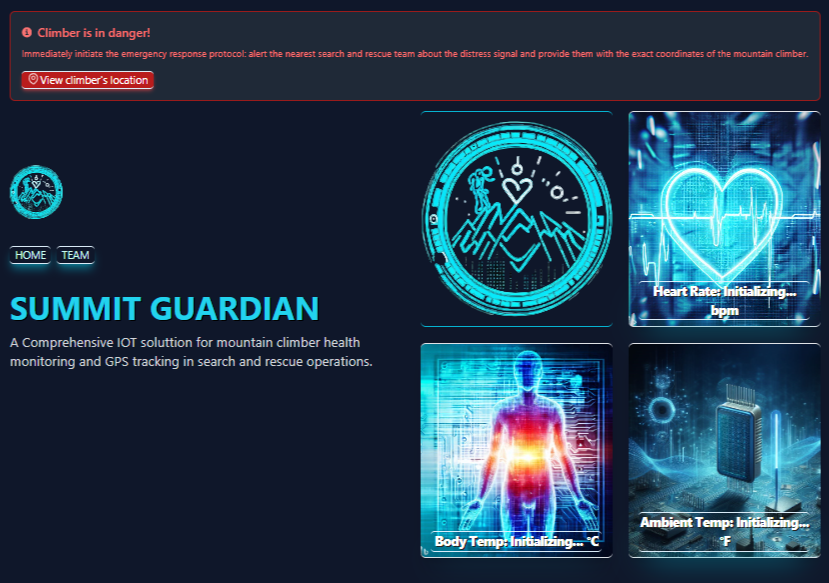 Climber is in danger!
Immediately initiate the emergency response protocol: alert the nearest search and rescue team about the distress signal and provide them with the exact coordinates of the mountain climber.
View climber's location
HOME TEAM
SUMMIT GUARDIAN
A Comprehensive IOT soluttion for mountain climber health
monitoring and GPS tracking in search and rescue operations.
Heart Rate: Initializing...
bpm
Body Temp: Initializing... °C
Ambient Temp: Initializing...
°F